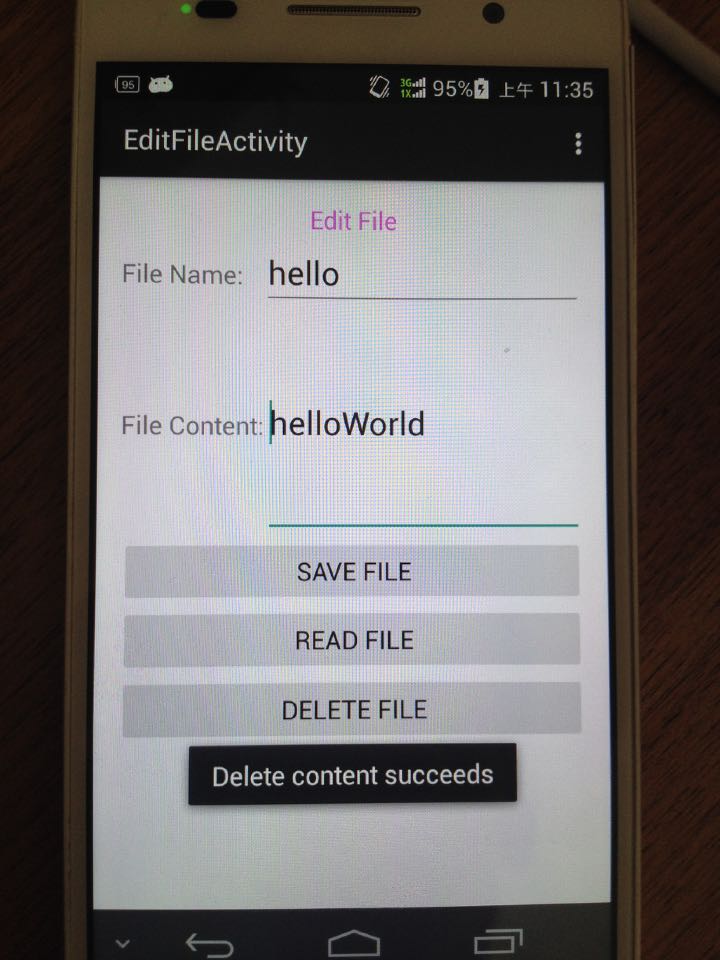 95 3G 1X 95% 上午 11:35
EditFileActivity
Edit File
File Name: hello
File Content: helloWorld
SAVE FILE
READ FILE
DELETE FILE
Delete content succeeds